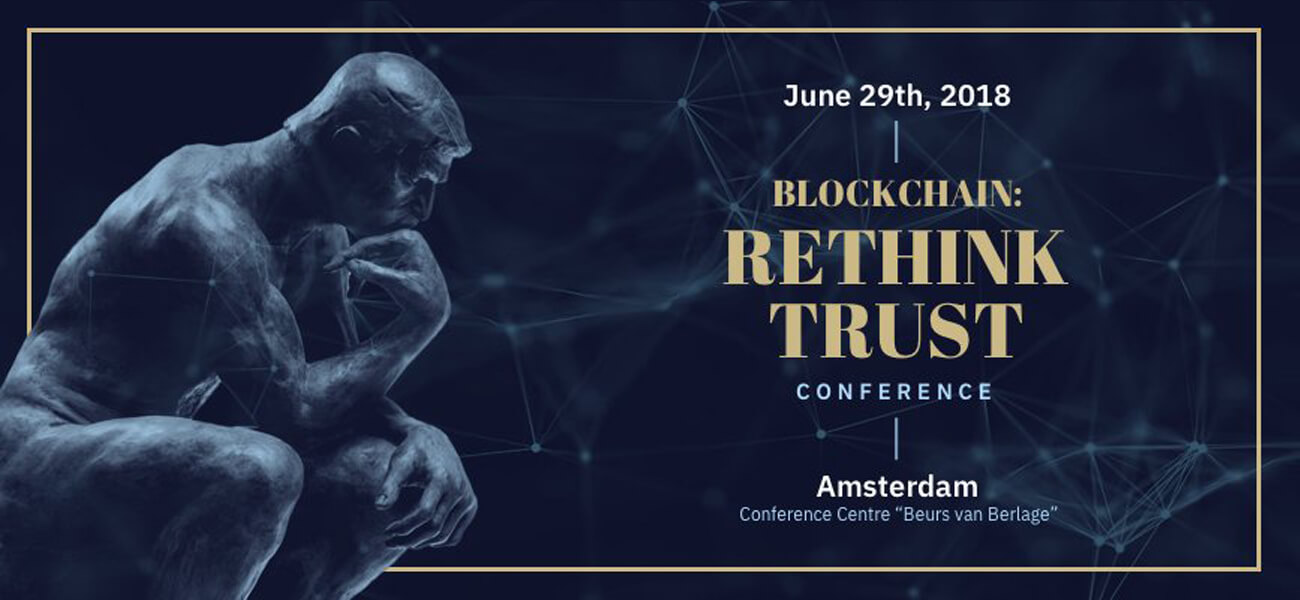 June 29th, 2018
BLOCKCHAIN:
RETHINK
TRUST
CONFERENCE
Amsterdam
Conference Centre “Beurs van Berlage”